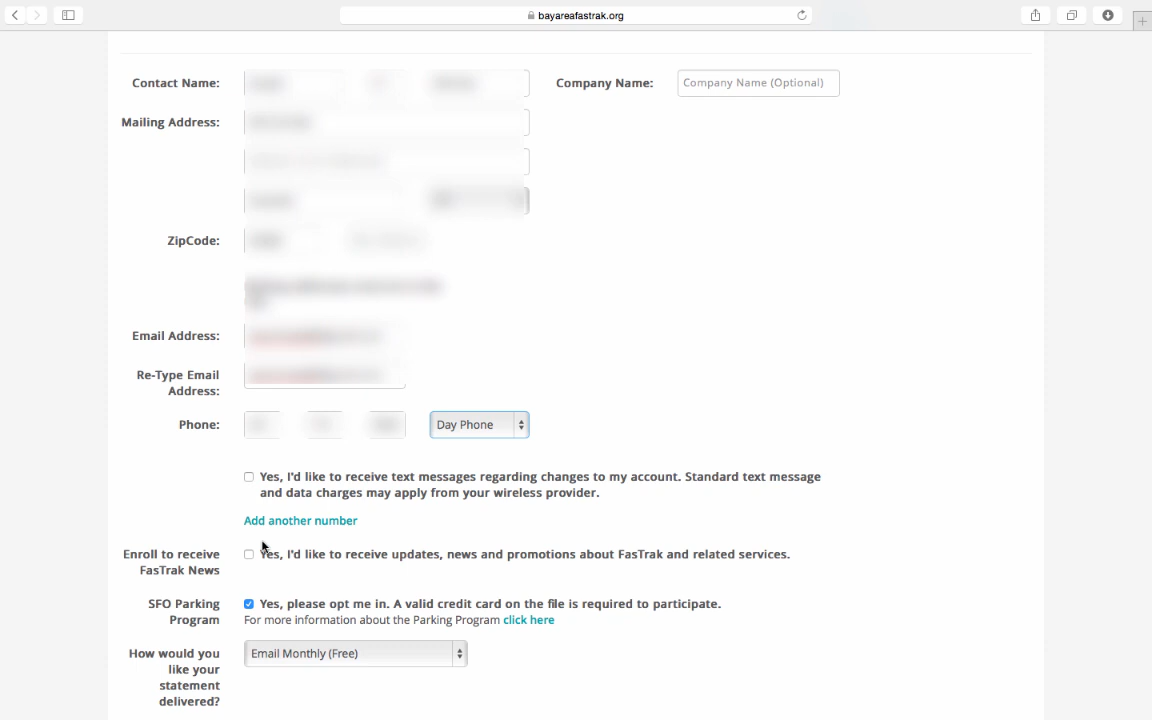 bayareafastrak.org
Contact Name:
Company Name:
Company Name (Optional)
Mailing Address:
ZipCode:
Email Address:
Re-Type Email
Address:
Phone:
Day Phone
Yes, I'd like to receive text messages regarding changes to my account. Standard text message
and data charges may apply from your wireless provider.
Add another number
Enroll to receive
FasTrak News
Yes, I'd like to receive updates, news and promotions about FasTrak and related services.
SFO Parking
Program
Yes, please opt me in. A valid credit card on the file is required to participate.
For more information about the Parking Program click here
How would you
like your
statement
delivered?
Email Monthly (Free)